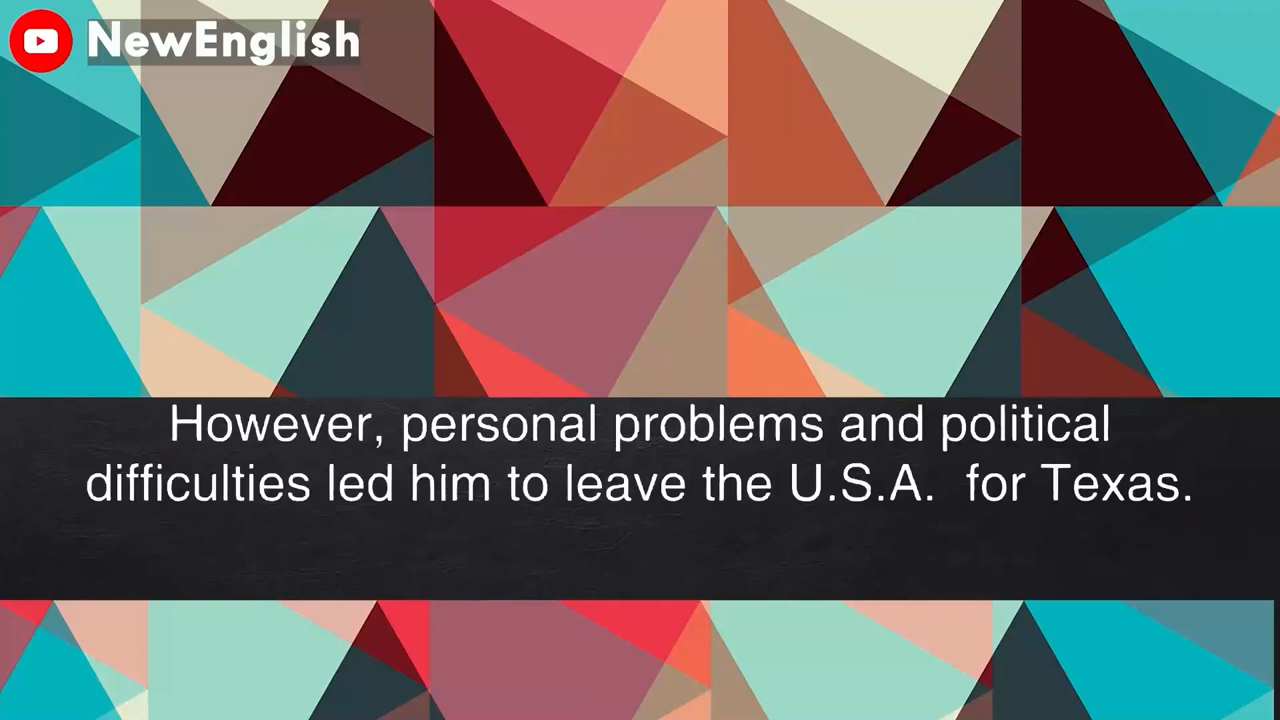 NewEnglish
However, personal problems and political
difficulties led him to leave the U.S.A.  for Texas.